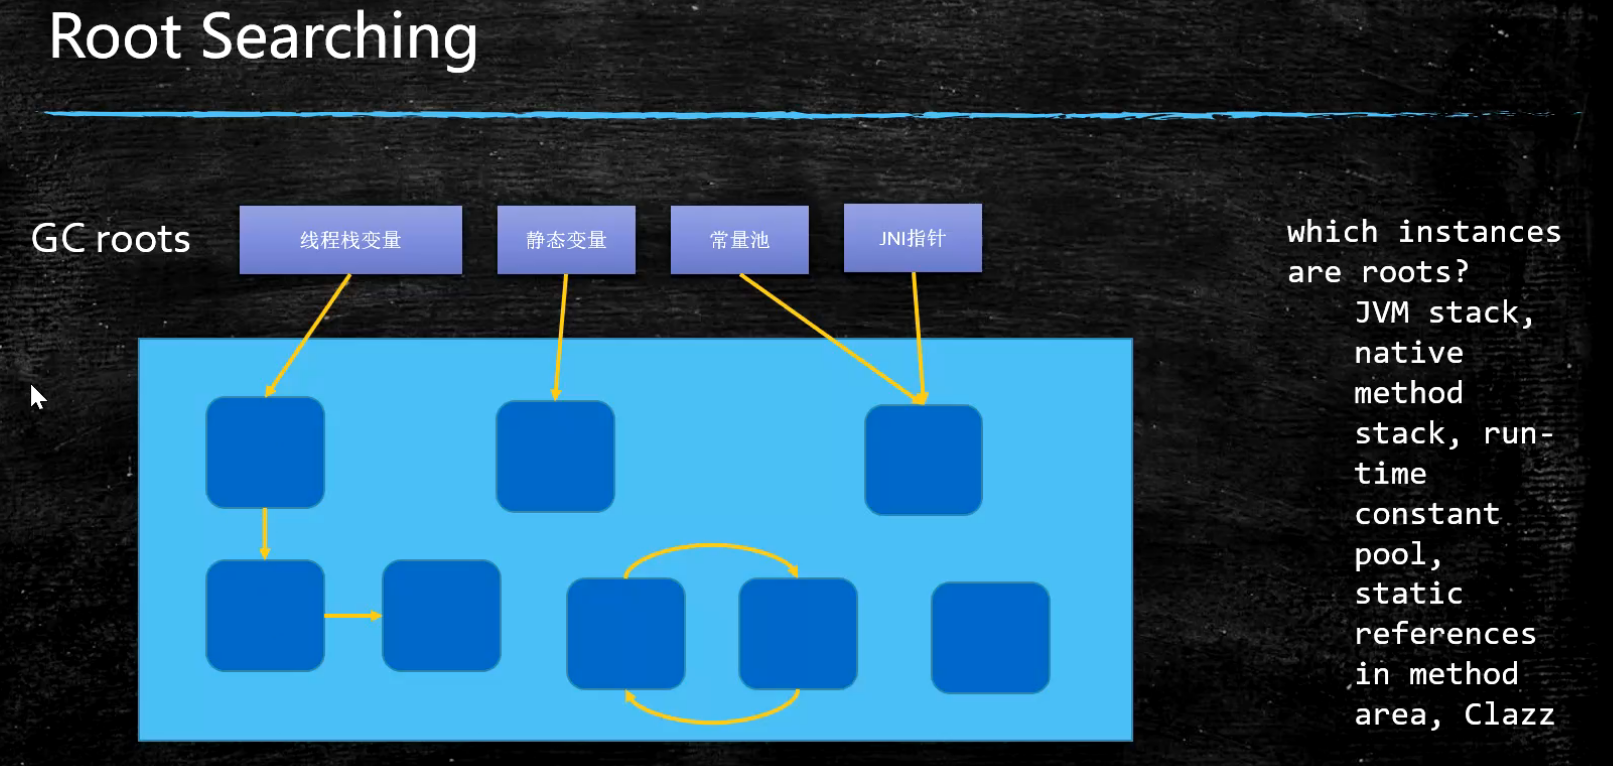 Root Searching
GC roots
线程栈变量
静态变量
常量池
JNI指针
which instances
are roots?
JVM stack,
native
method
stack, run-
time
constant
pool,
static
references
in method
area, Clazz